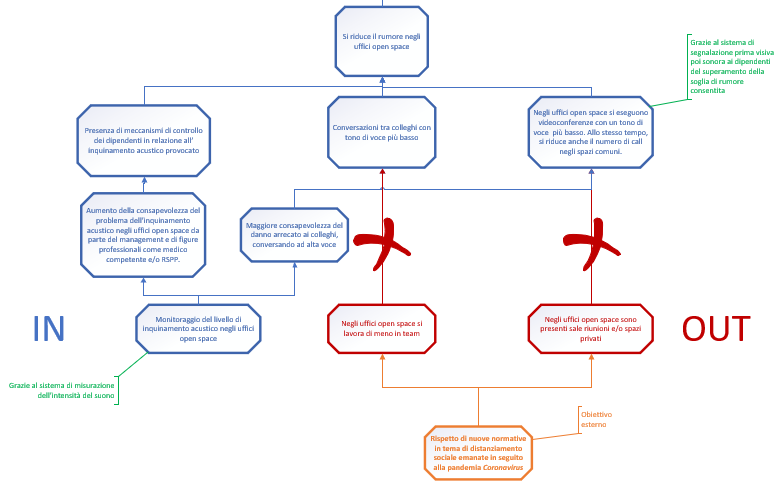 Si riduce il rumore negli
uffici open space
Grazie al sistema di
segnalazione prima visiva
poi sonora ai dipendenti
del superamento della
soglia di rumore
consentita
Presenza di meccanismi di controllo
dei dipendenti in relazione all'
inquinamento acustico provocato
Conversazioni tra colleghi con
tono di voce più basso
Negli uffici open space si eseguono
videoconferenze con un tono di
voce più basso. Allo stesso tempo,
si riduce anche il numero di call
negli spazi comuni.
Aumento della consapevolezza del
problema dell'inquinamento
acustico negli uffici open space da
parte del management e di figure
professionali come medico
competente e/o RSPP.
Maggiore consapevolezza del
danno arrecato ai colleghi,
conversando ad alta voce
IN
Monitoraggio del livello di
inquinamento acustico negli uffici
open space
Negli uffici open space si
lavora di meno in team
Negli uffici open space sono
presenti sale riunioni e/o spazi
privati
OUT
Grazie al sistema di misurazione
dell'intensità del suono
Obiettivo
esterno
Rispetto di nuove normative
in tema di distanziamento
sociale emanate in seguito
alla pandemia Coronavirus